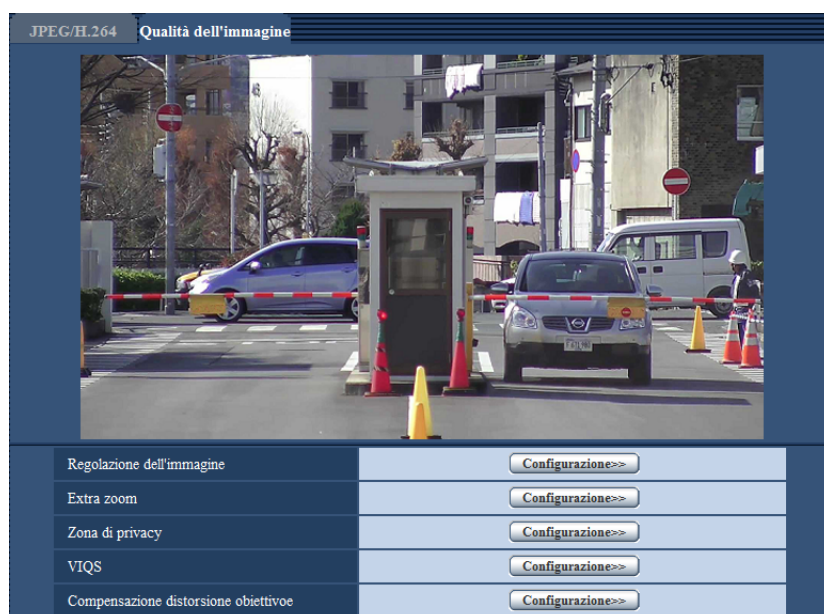 JPEG/H.264 Qualità dell'immagine
Regolazione dell'immagine Configurazione>>
Extra zoom Configurazione>>
Zona di privacy Configurazione>>
VIQS Configurazione>>
Compensazione distorsione obiettivoe Configurazione>>